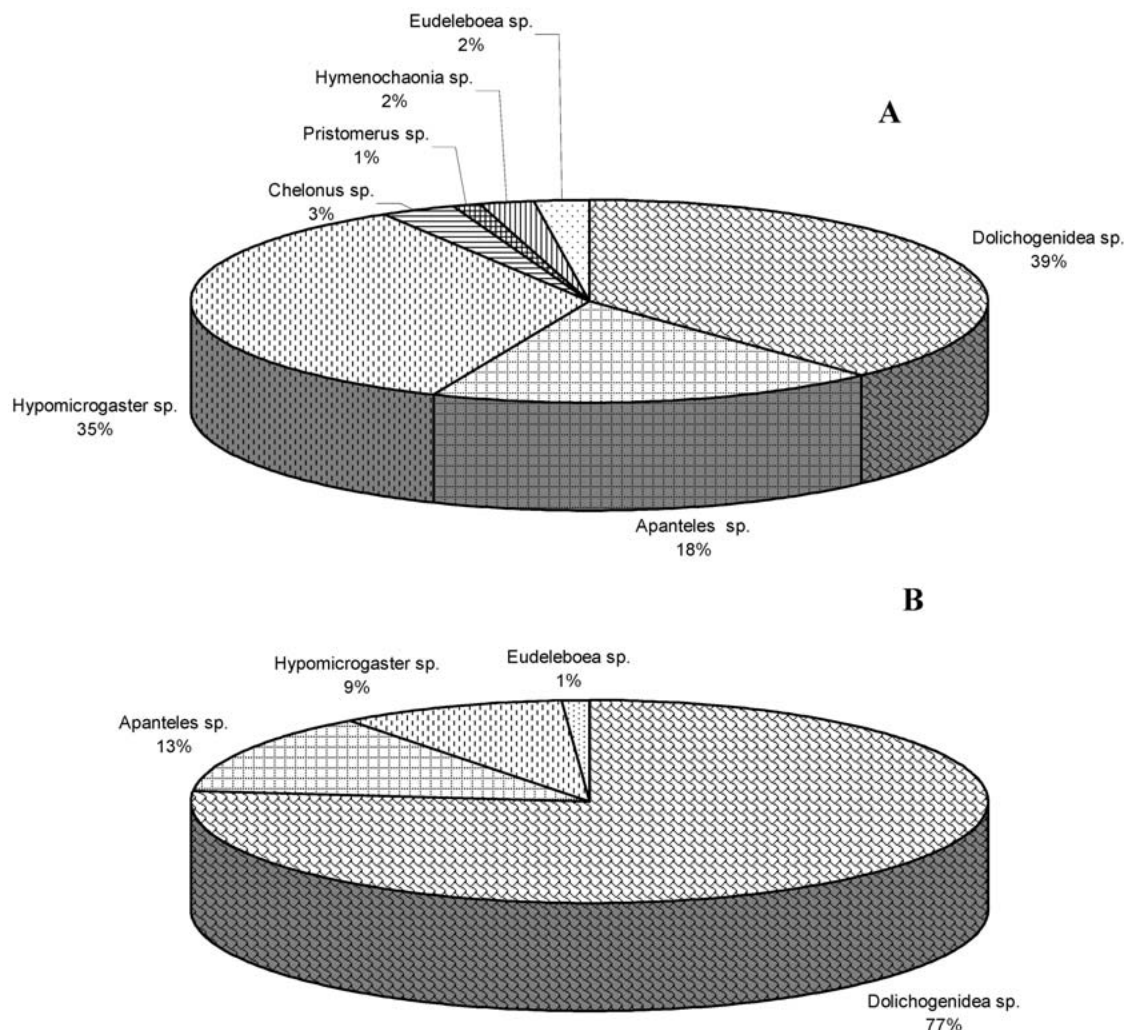 Eudeleboea sp.
2%
Hymenochaonia sp.
2%
Pristomerus sp.
1%
Chelonus sp.
3%
A
Dolichogenidea sp.
39%
Hypomicrogaster sp.
35%
Apanteles sp.
18%
B
Hypomicrogaster sp.
9%
Eudeleboea sp.
1%
Apanteles sp.
13%
Dolichogenidea sp.
77%